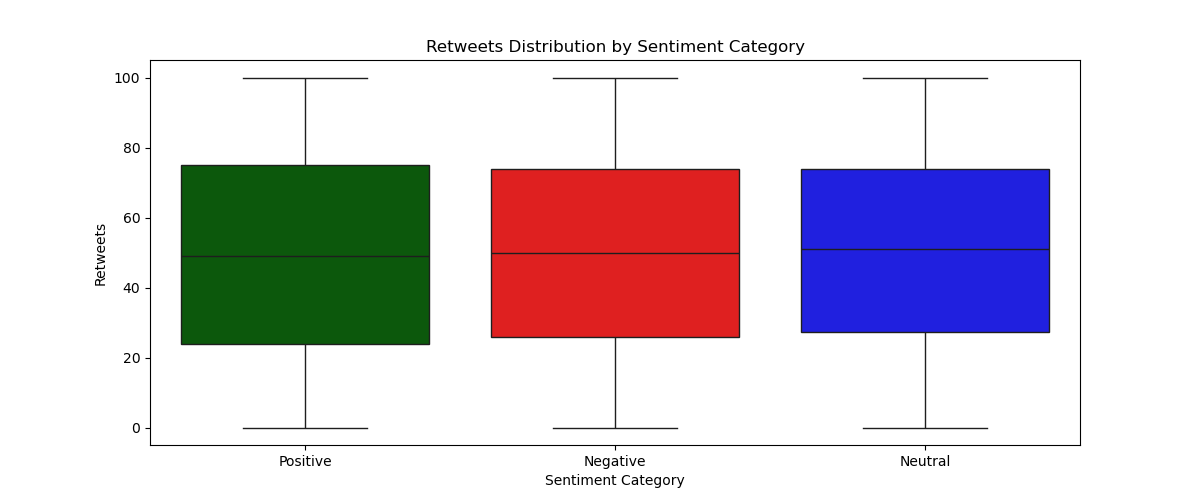 Retweets Distribution by Sentiment Category
100
80
60
40
20
0
Retweets
Positive Negative Neutral
Sentiment Category